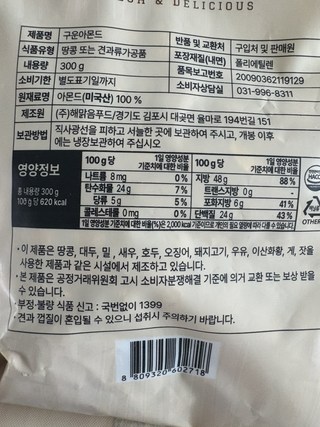 & DELICIOUS
제품명 구운아몬드 반품 및 교환처 구입처 및 판매원
식품유형 땅콩 또는 견과류가공품 포장재질(내면) 폴리에틸렌
내용량 300 g 품목보고번호 20090362119129
소비기한 별도표기일까지 소비자상담실 031-996-8311
원재료명 아몬드(미국산) 100 %
제조원 (주)해맑음푸드/경기도 김포시 대곶면 율마로 194번길 151
보관방법 직사광선을 피하고 서늘한 곳에 보관하여 주시고, 개봉 이후
에는 냉장보관하여 주십시오
영양정보
총 내용량 300 g
100 g 당 620 kcal
100 g 당 1일 영양성분 기준치에 대한 비율 100 g 당 1일 영양성분 기준치에 대한 비율
나트륨 8 mg 0 % 지방 48 g 88 %
탄수화물 24 g 7 % 트랜스지방 0 g -
당류 5 g 5 % 포화지방 6 g 41 %
콜레스테롤 0 mg 0 % 단백질 24 g 43 %
1일 영양성분 기준치에 대한 비율(%)은 2,000 kcal 기준이므로 개인의 필요 열량에 따라 다를 수 있습니다.
HACC
OTHER
· 이 제품은 땅콩, 대두, 밀, 새우, 호두, 오징어, 돼지고기, 우유, 이산화황, 게, 잣을
사용한 제품과 같은 시설에서 제조하고 있습니다.
· 본 제품은 공정거래위원회 고시 소비자분쟁해결 기준에 의거 교환 또는 보상 받을
수 있습니다.
· 부정·불량 식품 신고 : 국번없이 1399
· 견과 껍질이 혼입될 수 있으니 섭취시 주의하기 바랍니다.
8 809320 602718